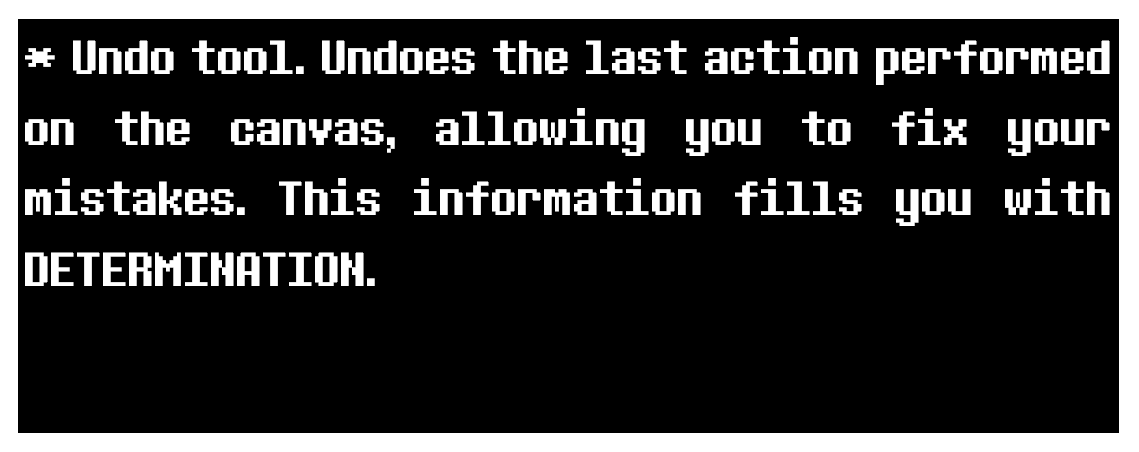 * Undo tool. Undoes the last action performed
on the canvas, allowing you to fix your
mistakes. This information fills you with
DETERMINATION.